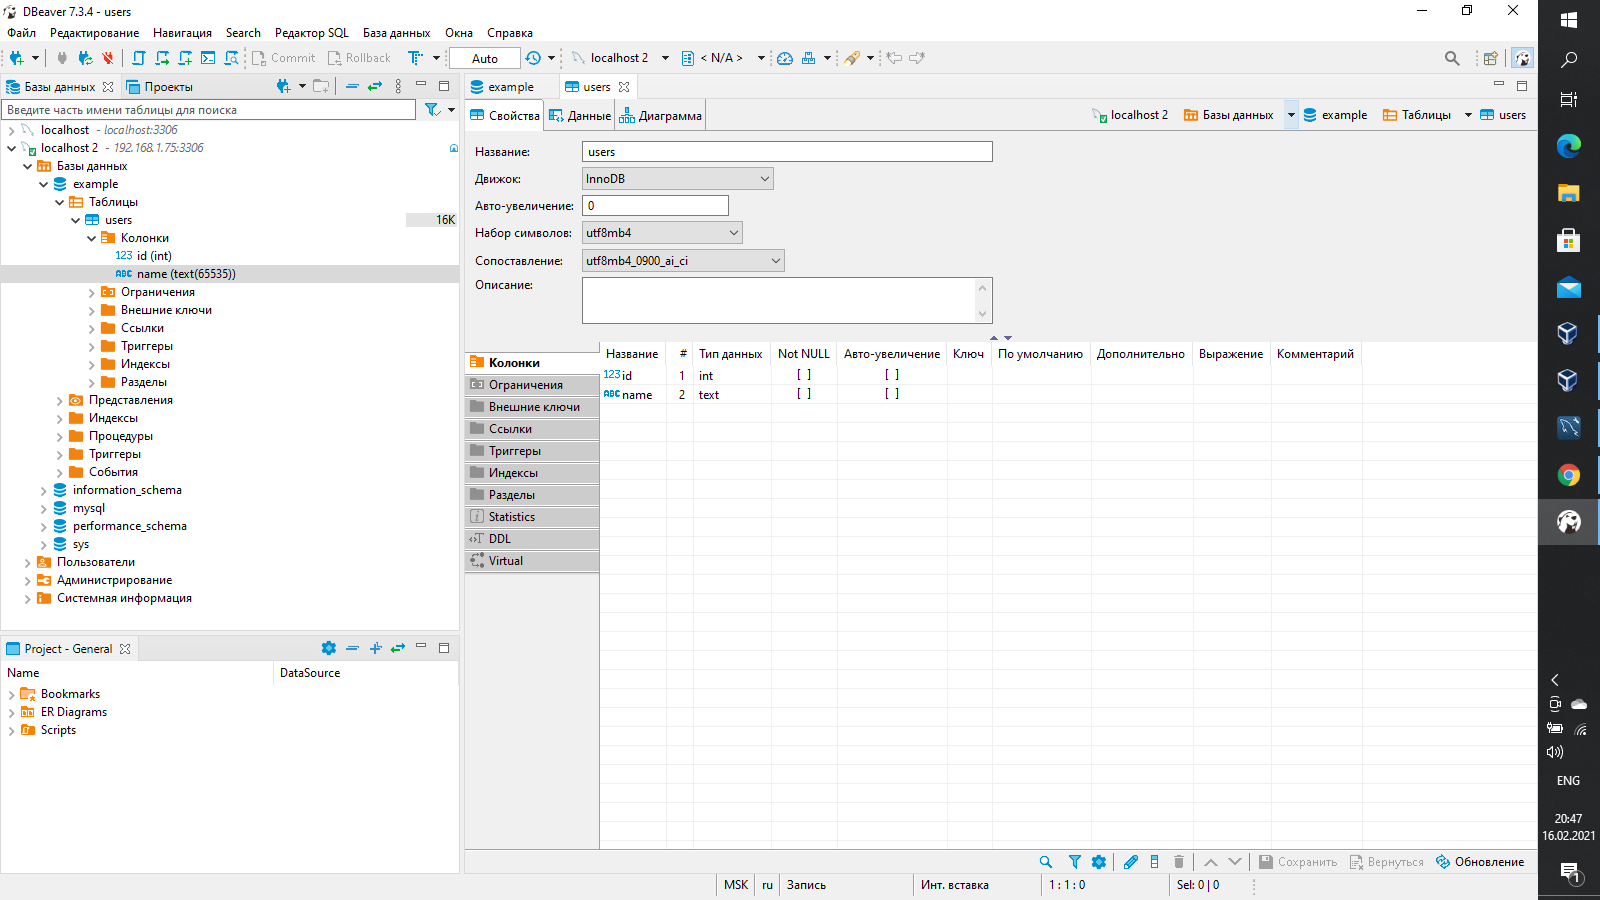 DBeaver 7.3.4 - users
Файл Редактирование Навигация Search Редактор SQL База данных Окна Справка
Commit Rollback Auto localhost 2 < N/A >
Базы данных Проекты
Введите часть имени таблицы для поиска
localhost - localhost:3306
localhost 2 - 192.168.1.75:3306
Базы данных
example
Таблицы
users 16K
Колонки
123 id (int)
ABC name (text(65535))
Ограничения
Внешние ключи
Ссылки
Триггеры
Индексы
Разделы
Представления
Индексы
Процедуры
Триггеры
События
information_schema
mysql
performance_schema
sys
Пользователи
Администрирование
Системная информация
Project - General
Name DataSource
Bookmarks
ER Diagrams
Scripts
example users
Свойства Данные Диаграмма localhost 2 Базы данных example Таблицы users
Название: users
Движок: InnoDB
Авто-увеличение: 0
Набор символов: utf8mb4
Сопоставление: utf8mb4_0900_ai_ci
Описание:
Колонки
Ограничения
Внешние ключи
Ссылки
Триггеры
Индексы
Разделы
Statistics
DDL
Virtual
Название # Тип данных Not NULL Авто-увеличение Ключ По умолчанию Дополнительно Выражение Комментарий
123 id 1 int [ ] [ ]
ABC name 2 text [ ] [ ]
Сохранить Вернуться Обновление
MSK ru Запись Инт. вставка 1 : 1 : 0 Sel: 0 | 0
ENG
20:47
16.02.2021
1